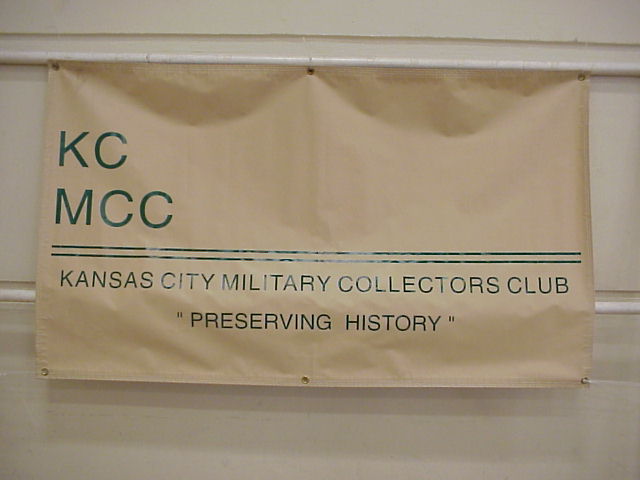 KC
MCC
KANSAS CITY MILITARY COLLECTORS CLUB
" PRESERVING HISTORY "